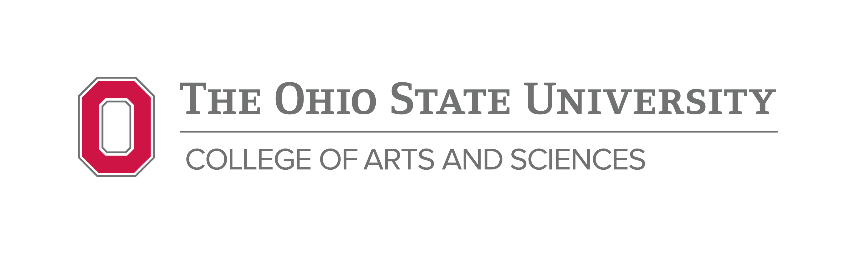 THE OHIO STATE UNIVERSITY
COLLEGE OF ARTS AND SCIENCES